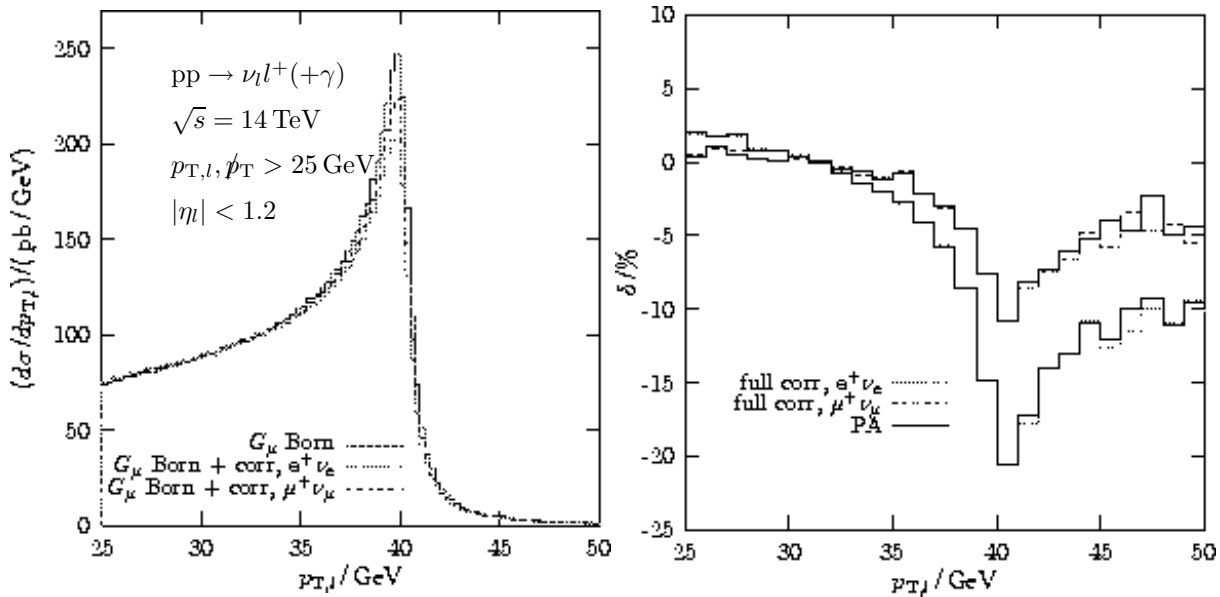 250
200
150
100
50
0
(dσ/dp_{T,l})/(pb/GeV)
pp → ν_l l⁺(+γ)
√s = 14 TeV
p_{T,l}, p̸_T > 25 GeV
|η_l| < 1.2
G_μ Born
G_μ Born + corr, e⁺ν_e
G_μ Born + corr, μ⁺ν_μ
25 30 35 40 45 50
p_{T,l}/GeV
10
5
0
-5
-10
-15
-20
-25
δ/%
full corr, e⁺ν_e
full corr, μ⁺ν_μ
PA
25 30 35 40 45 50
p_{T,l}/GeV